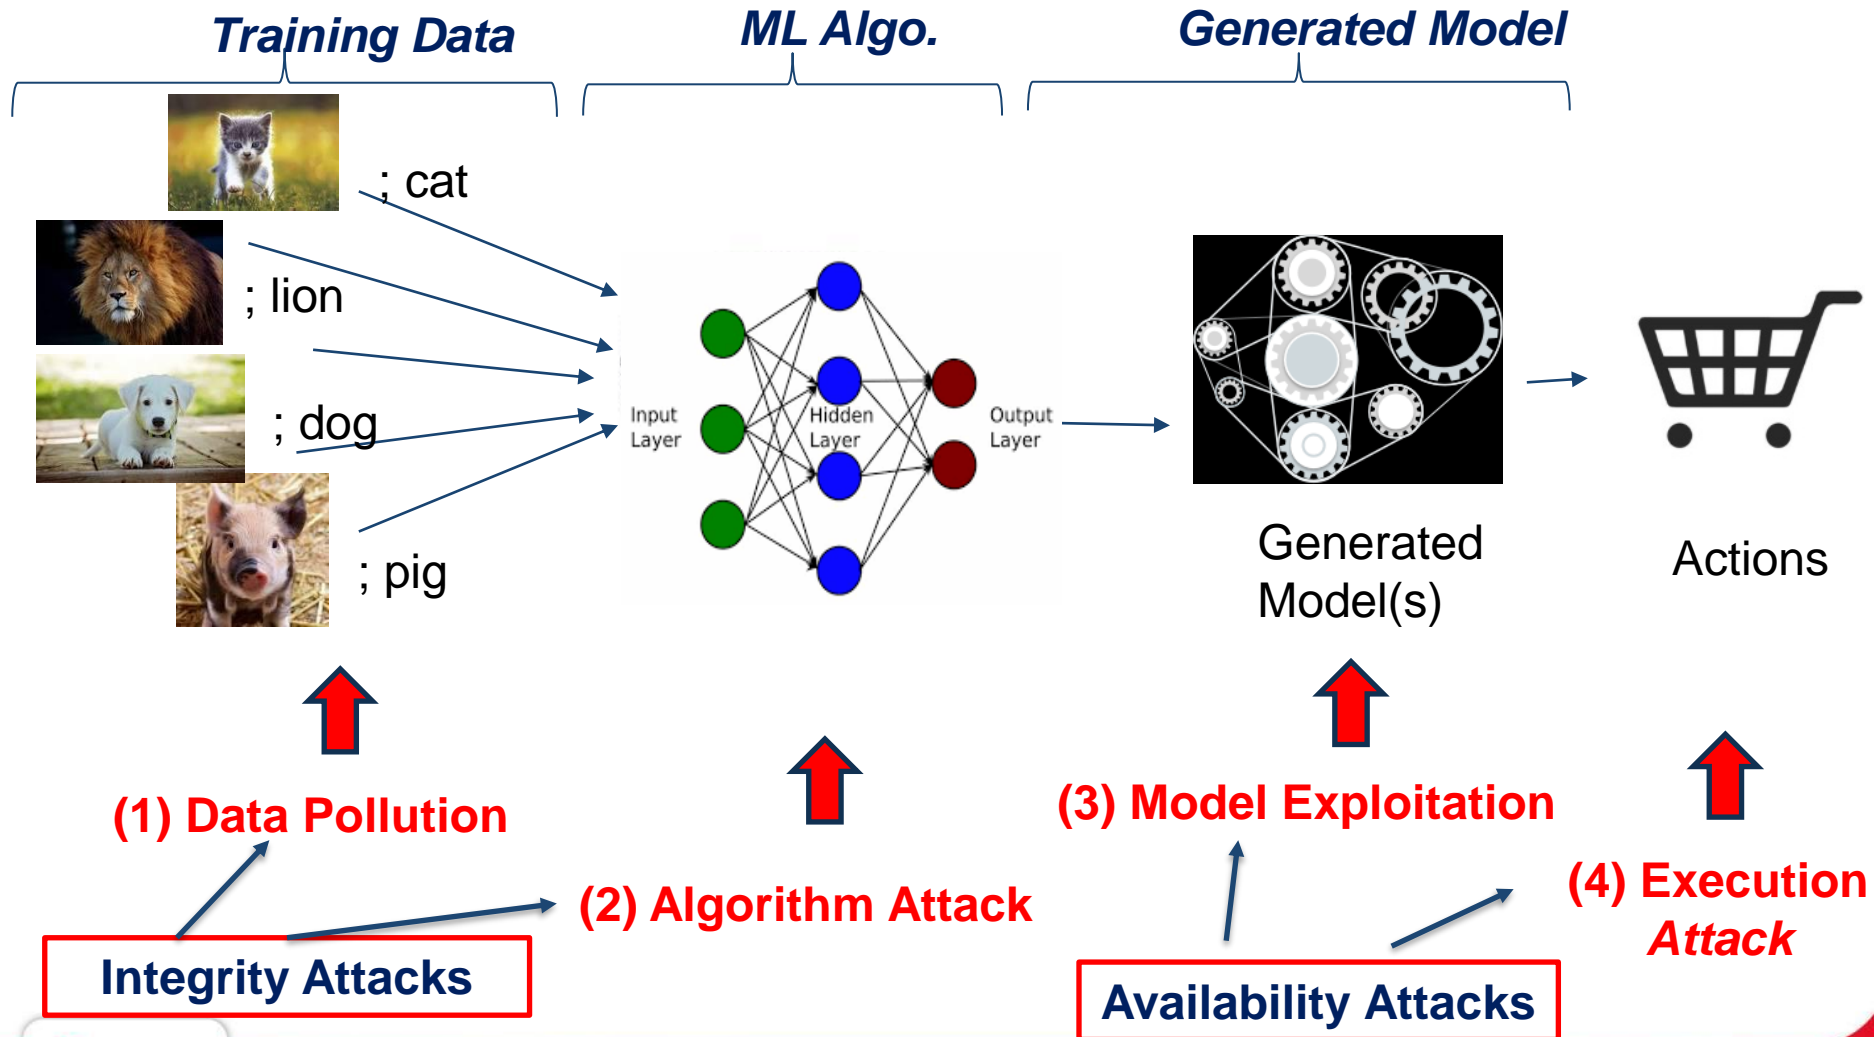 Training Data
ML Algo.
Generated Model
; cat
; lion
; dog
; pig
Input
Layer
Hidden
Layer
Output
Layer
Generated
Model(s)
Actions
(1) Data Pollution
(2) Algorithm Attack
(3) Model Exploitation
(4) Execution
Attack
Integrity Attacks
Availability Attacks